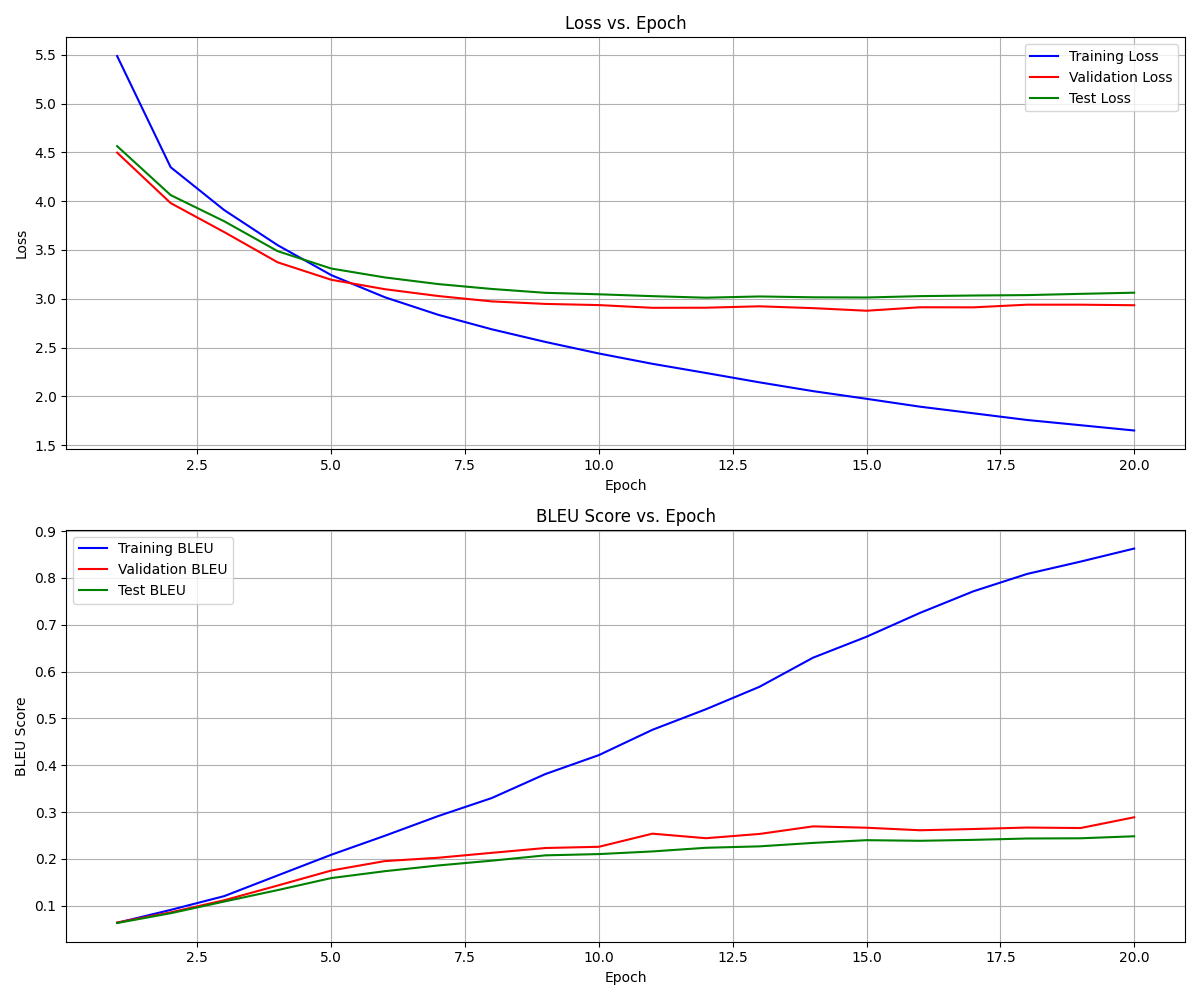 Loss vs. Epoch
5.5
5.0
4.5
4.0
3.5
3.0
2.5
2.0
1.5
Loss
Training Loss
Validation Loss
Test Loss
2.5 5.0 7.5 10.0 12.5 15.0 17.5 20.0
Epoch
BLEU Score vs. Epoch
0.9
0.8
0.7
0.6
0.5
0.4
0.3
0.2
0.1
BLEU Score
Training BLEU
Validation BLEU
Test BLEU
2.5 5.0 7.5 10.0 12.5 15.0 17.5 20.0
Epoch